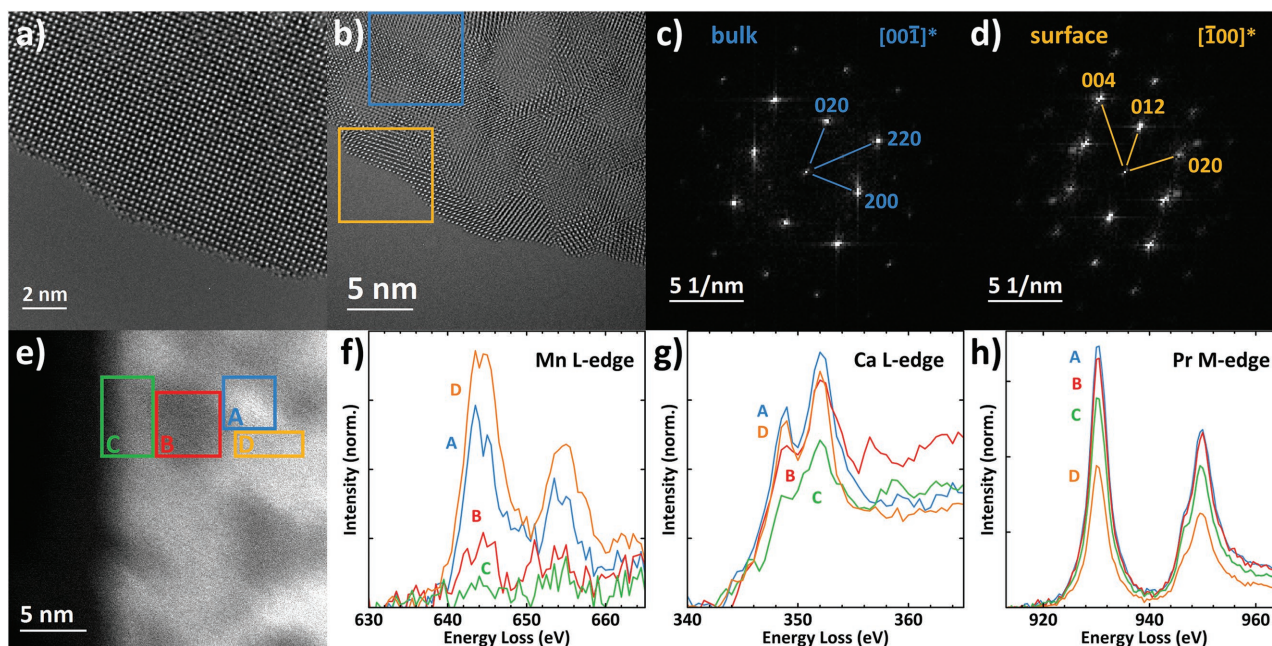 a)
2 nm
b)
5 nm
c) bulk [001̄]*
020
220
200
5 1/nm
d) surface [1̄00]*
004
012
020
5 1/nm
e)
C
B
A
D
5 nm
f) Mn L-edge
D
A
B
C
Intensity (norm.)
630 640 650 660
Energy Loss (eV)
g) Ca L-edge
A
D
B
C
Intensity (norm.)
340 350 360
Energy Loss (eV)
h) Pr M-edge
A
B
C
D
Intensity (norm.)
920 940 960
Energy Loss (eV)